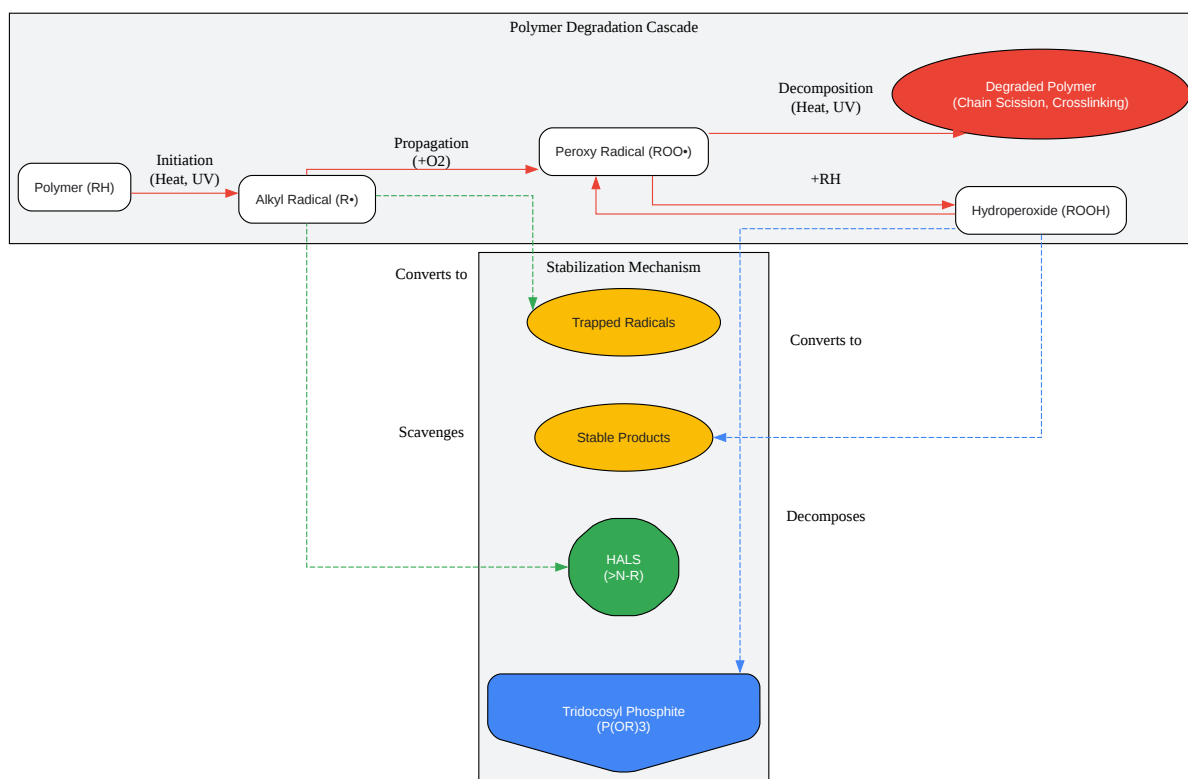 Polymer Degradation Cascade
Decomposition
(Heat, UV)
Degraded Polymer
(Chain Scission, Crosslinking)
Propagation
(+O2)
Peroxy Radical (ROO•)
Initiation
(Heat, UV)
Polymer (RH)
Alkyl Radical (R•)
+RH
Hydroperoxide (ROOH)
Converts to
Stabilization Mechanism
Trapped Radicals
Converts to
Scavenges
Stable Products
Decomposes
HALS
(>N-R)
Tridocosyl Phosphite
(P(OR)3)